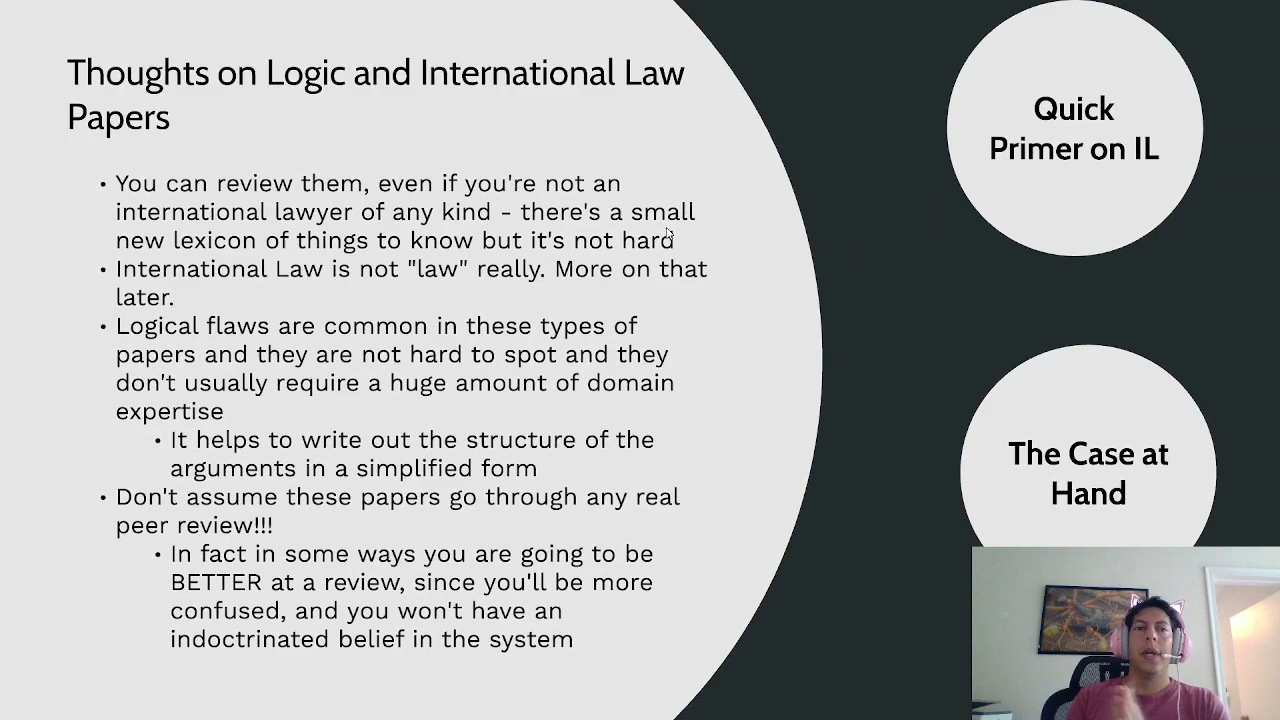 Thoughts on Logic and International Law
Papers
• You can review them, even if you're not an
international lawyer of any kind - there's a small
new lexicon of things to know but it's not hard
• International Law is not "law" really. More on that
later.
• Logical flaws are common in these types of
papers and they are not hard to spot and they
don't usually require a huge amount of domain
expertise
• It helps to write out the structure of the
arguments in a simplified form
• Don't assume these papers go through any real
peer review!!!
• In fact in some ways you are going to be
BETTER at a review, since you'll be more
confused, and you won't have an
indoctrinated belief in the system
Quick
Primer on IL
The Case at
Hand